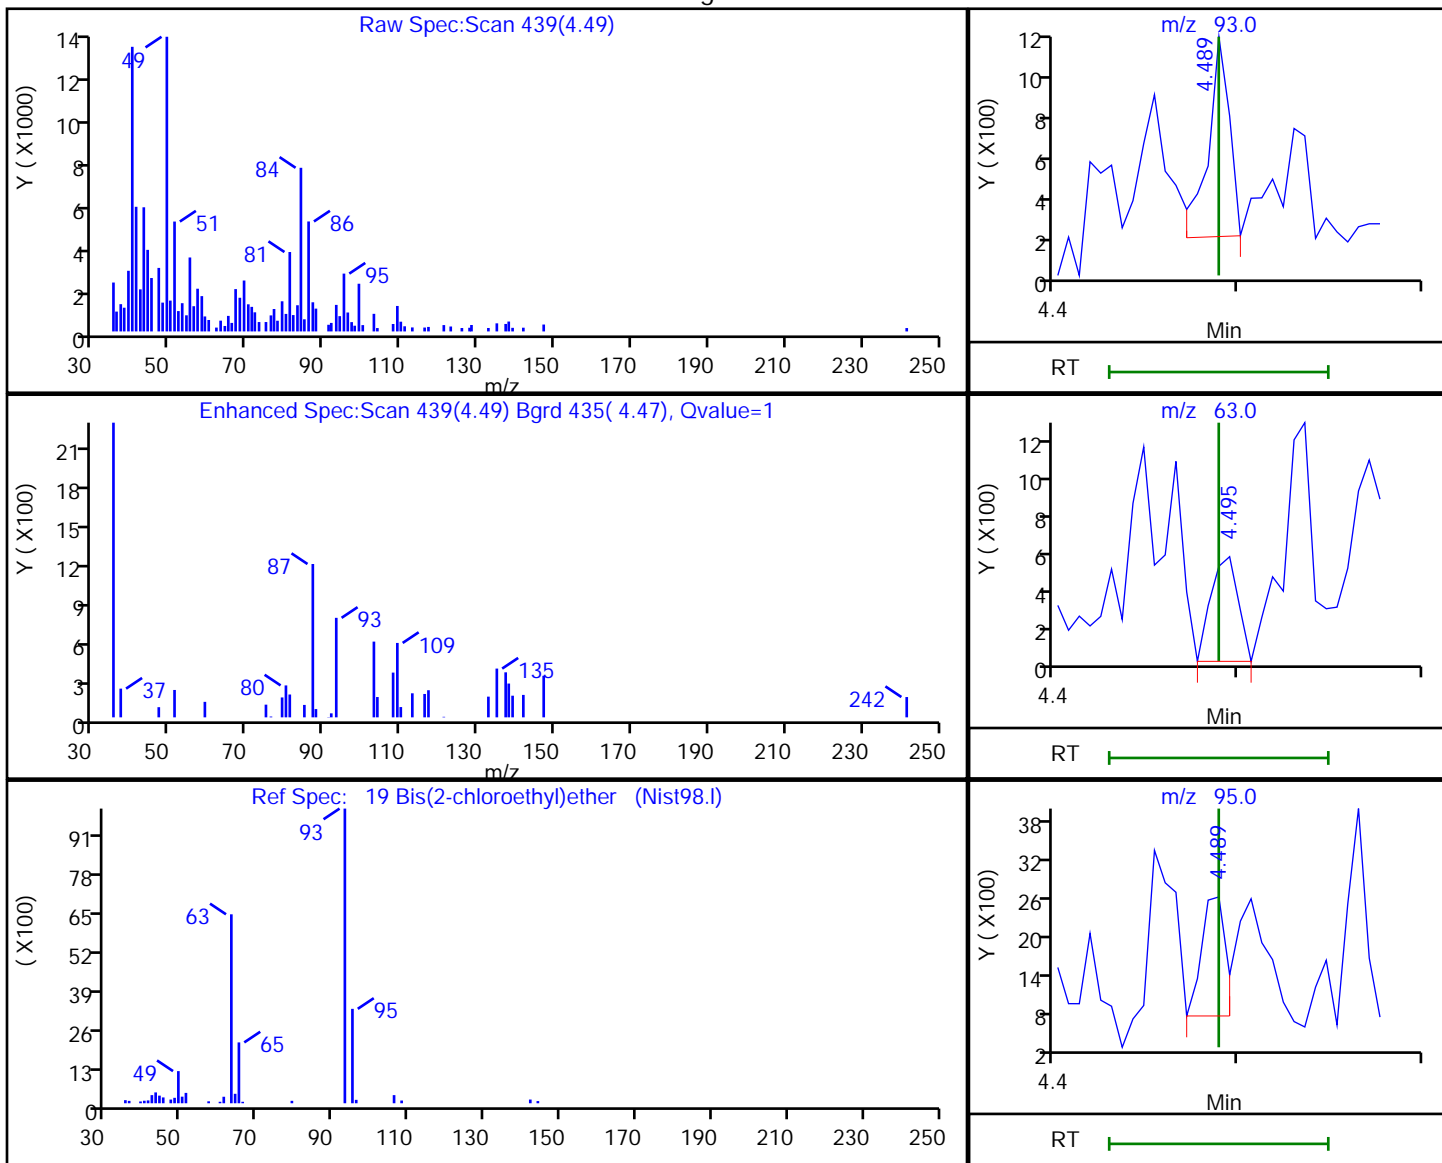 g
Raw Spec:Scan 439(4.49)
Y ( X1000)
14
12
10
8
6
4
2
0
49
51
84
81
86
95
30 50 70 90 110 130 150 170 190 210 230 250
m/z
m/z 93.0
Y ( X100)
12
10
8
6
4
2
0
4.489
4.4
Min
RT
Enhanced Spec:Scan 439(4.49) Bgrd 435( 4.47), Qvalue=1
Y ( X100)
21
18
15
12
9
6
3
0
37
80
87
93
109
135
242
30 50 70 90 110 130 150 170 190 210 230 250
m/z
m/z 63.0
Y ( X100)
12
10
8
6
4
2
0
4.495
4.4
Min
RT
Ref Spec: 19 Bis(2-chloroethyl)ether (Nist98.l)
( X100)
91
78
65
52
39
26
13
0
49
63
65
93
95
30 50 70 90 110 130 150 170 190 210 230 250
m/z 95.0
Y ( X100)
38
32
26
20
14
8
2
4.489
4.4
Min
RT